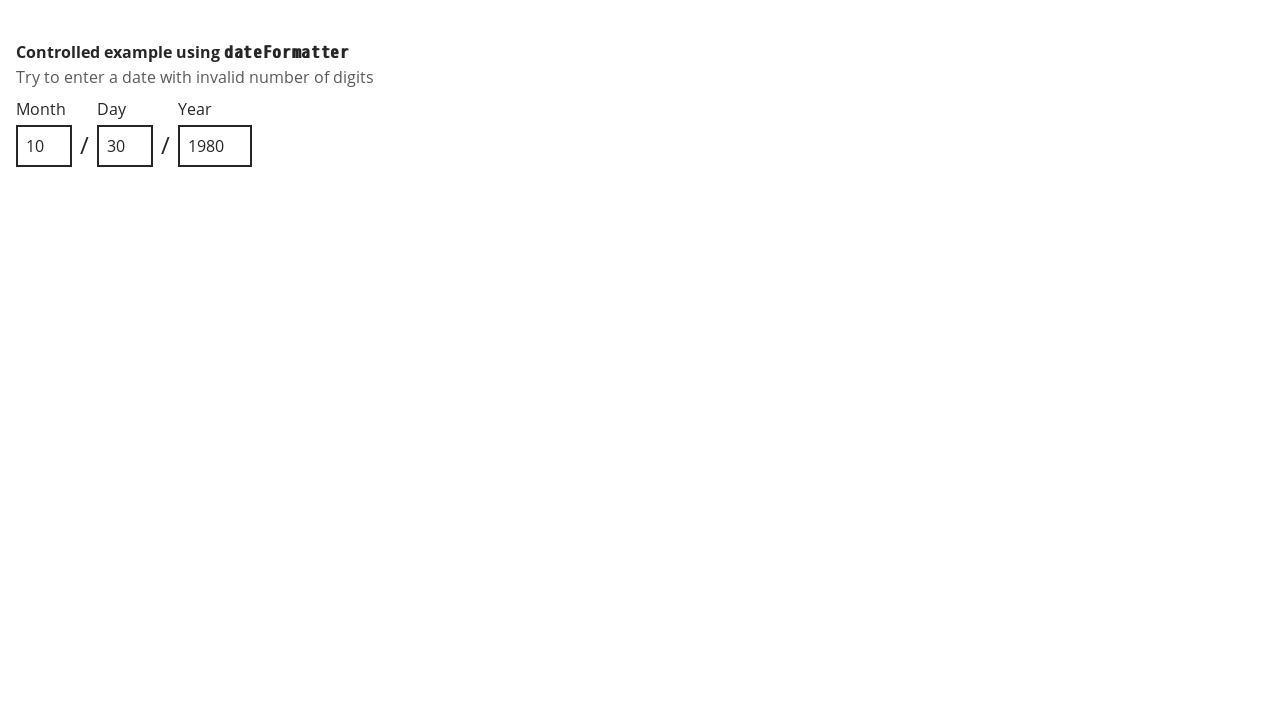 Controlled example using dateFormatter
Try to enter a date with invalid number of digits
Month Day Year
10 / 30 / 1980